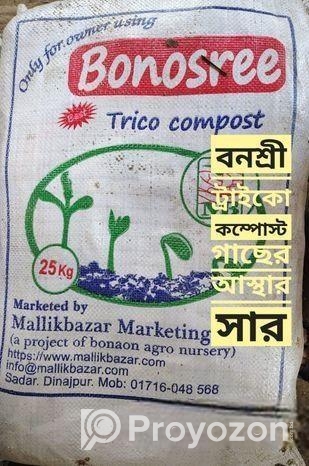 Only for owner using
Bonosree
Best
Trico compost
বনশ্রী
ট্রাইকো
কম্পোস্ট
গাছের
আস্থার
সার
25Kg
Marketed by
Mallikbazar Marketing
(a project of bonaon agro nursery)
https://www.mallikbazar.com
info@mallikbazar.com
Sadar. Dinajpur. Mob: 01716-048 568
Proyozon